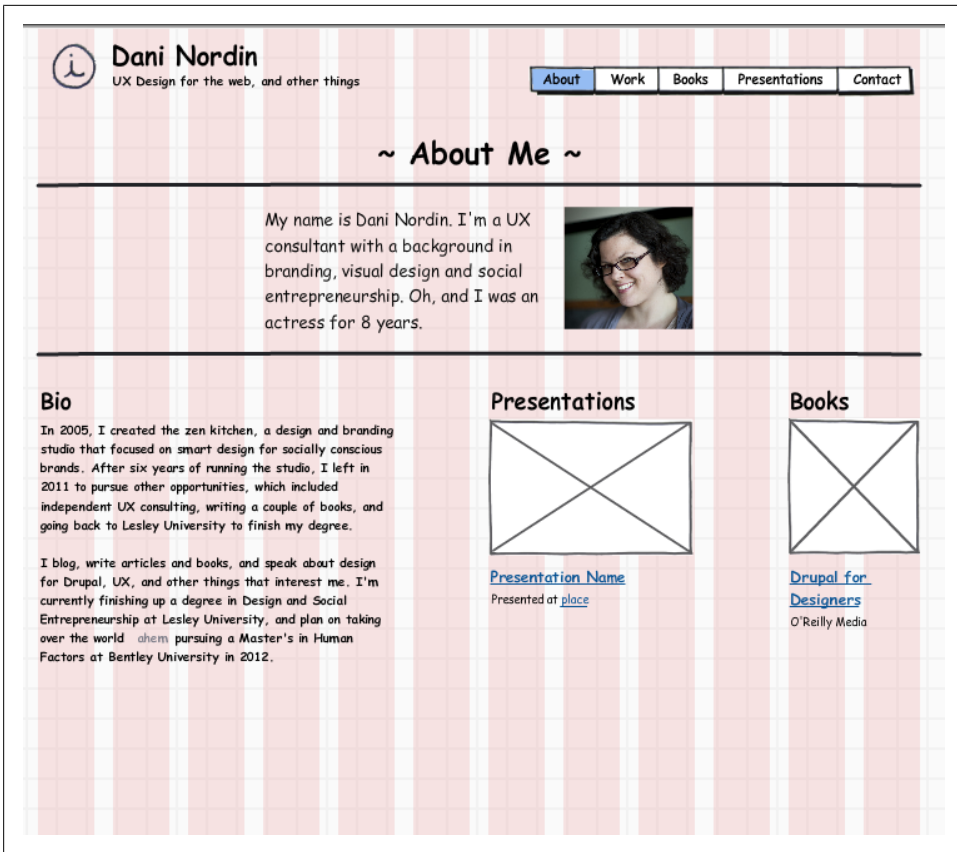 i
Dani Nordin
UX Design for the web, and other things
About Work Books Presentations Contact
~ About Me ~
My name is Dani Nordin. I'm a UX
consultant with a background in
branding, visual design and social
entrepreneurship. Oh, and I was an
actress for 8 years.
Bio
In 2005, I created the zen kitchen, a design and branding
studio that focused on smart design for socially conscious
brands. After six years of running the studio, I left in
2011 to pursue other opportunities, which included
independent UX consulting, writing a couple of books, and
going back to Lesley University to finish my degree.
I blog, write articles and books, and speak about design
for Drupal, UX, and other things that interest me. I'm
currently finishing up a degree in Design and Social
Entrepreneurship at Lesley University, and plan on taking
over the world ahem pursuing a Master's in Human
Factors at Bentley University in 2012.
Presentations
Presentation Name
Presented at place
Books
Drupal for
Designers
O'Reilly Media